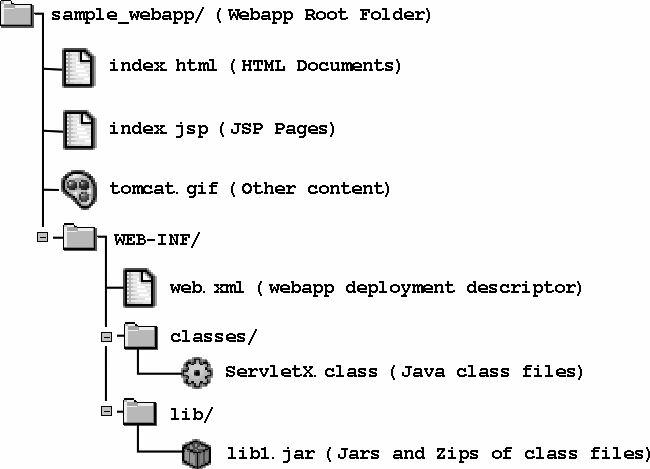 sample_webapp/ (Webapp Root Folder)
index.html (HTML Documents)
index.jsp (JSP Pages)
tomcat.gif (Other content)
WEB-INF/
web.xml (webapp deployment descriptor)
classes/
ServletX.class (Java class files)
lib/
lib1.jar (Jars and Zips of class files)